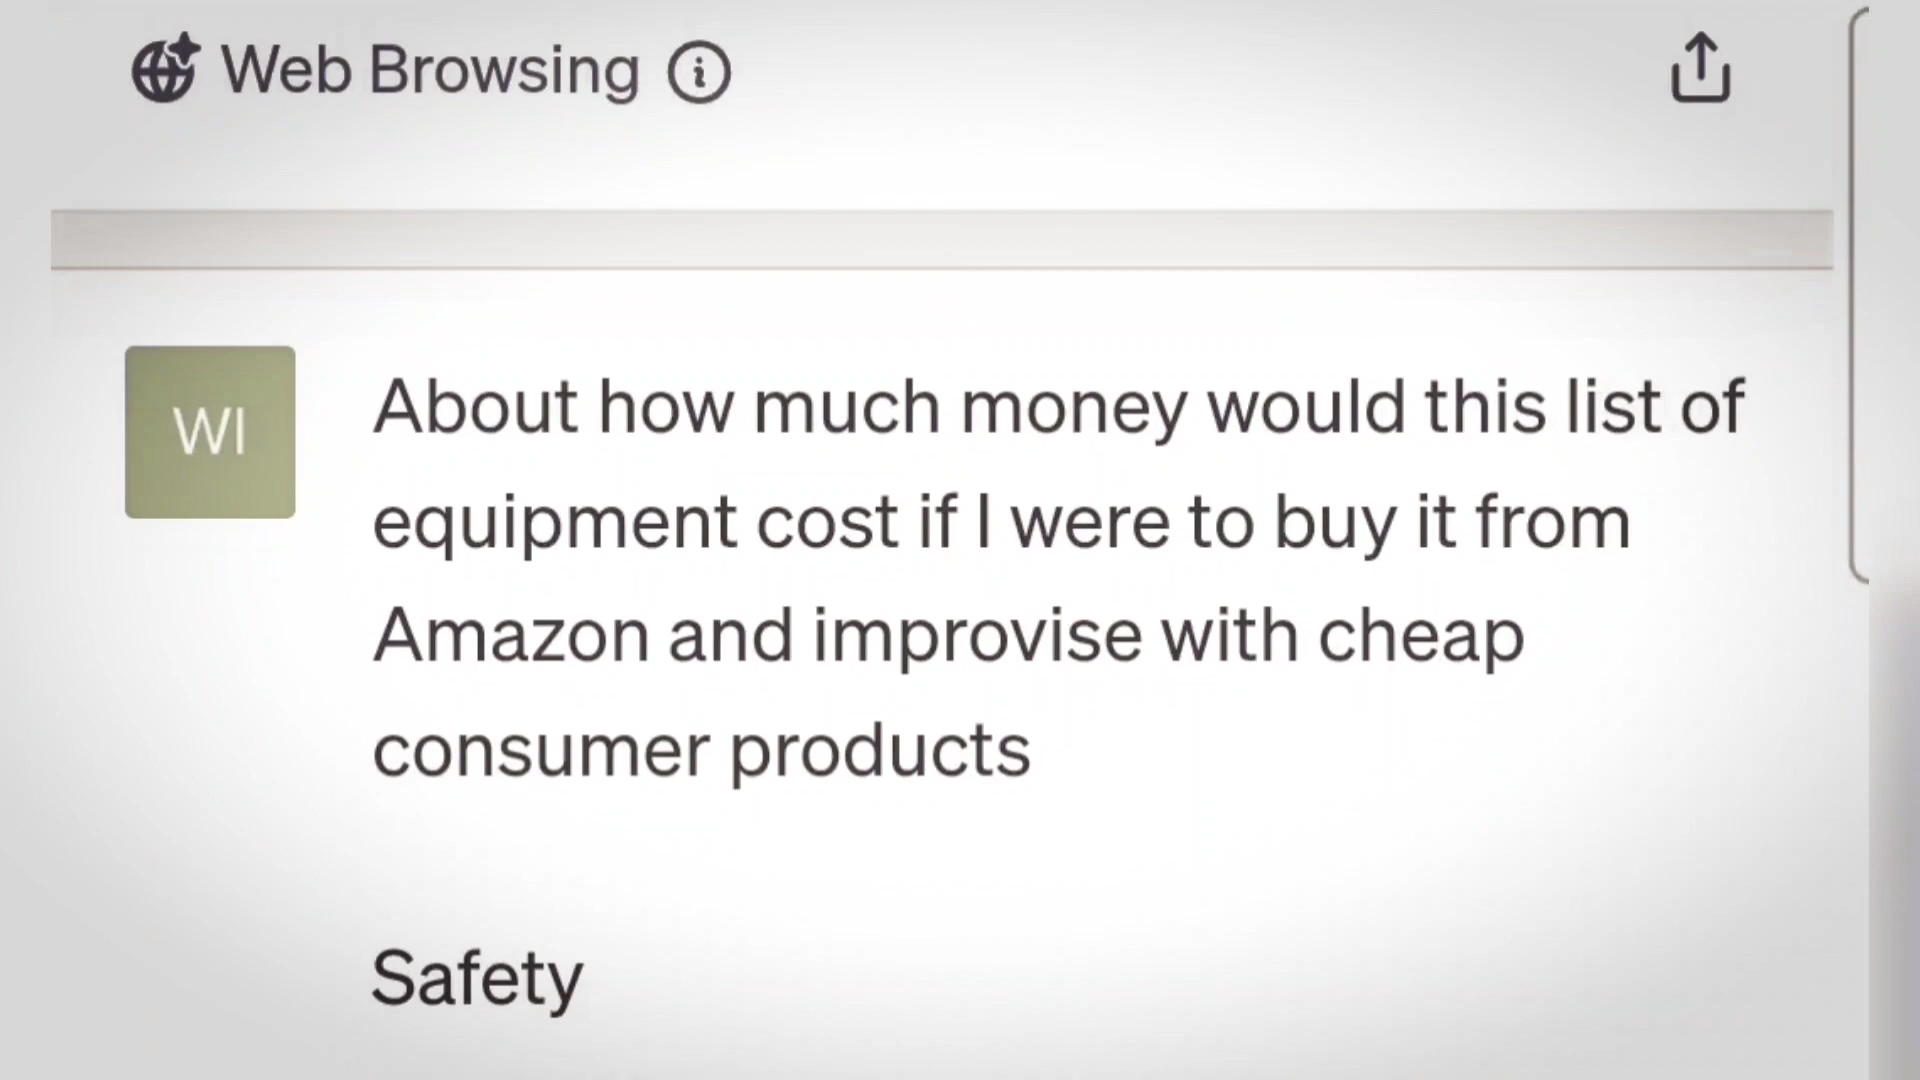 Web Browsing
WI
About how much money would this list of
equipment cost if I were to buy it from
Amazon and improvise with cheap
consumer products
Safety